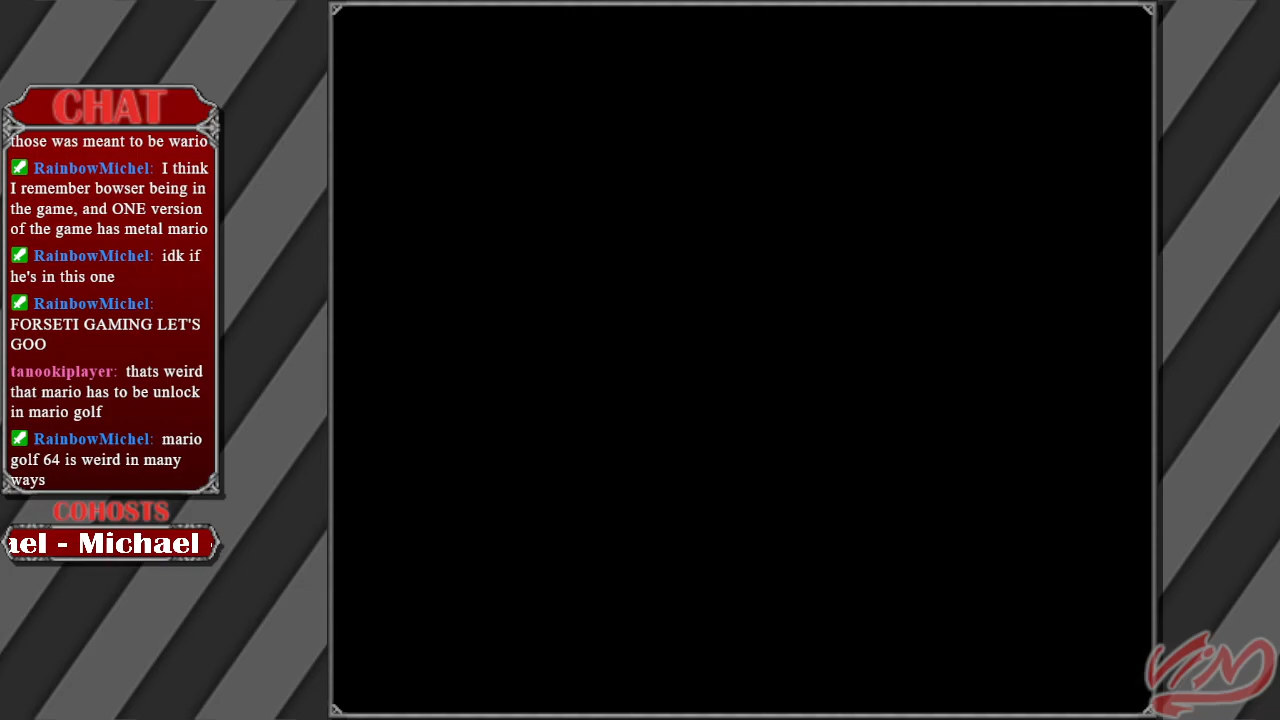 CHAT
those was meant to be wario
RainbowMichel: I think
I remember bowser being in
the game, and ONE version
of the game has metal mario
RainbowMichel: idk if
he's in this one
RainbowMichel:
FORSETI GAMING LET'S
GOO
tanookiplayer: thats weird
that mario has to be unlock
in mario golf
RainbowMichel: mario
golf 64 is weird in many
ways
COHOSTS
ael - Michael